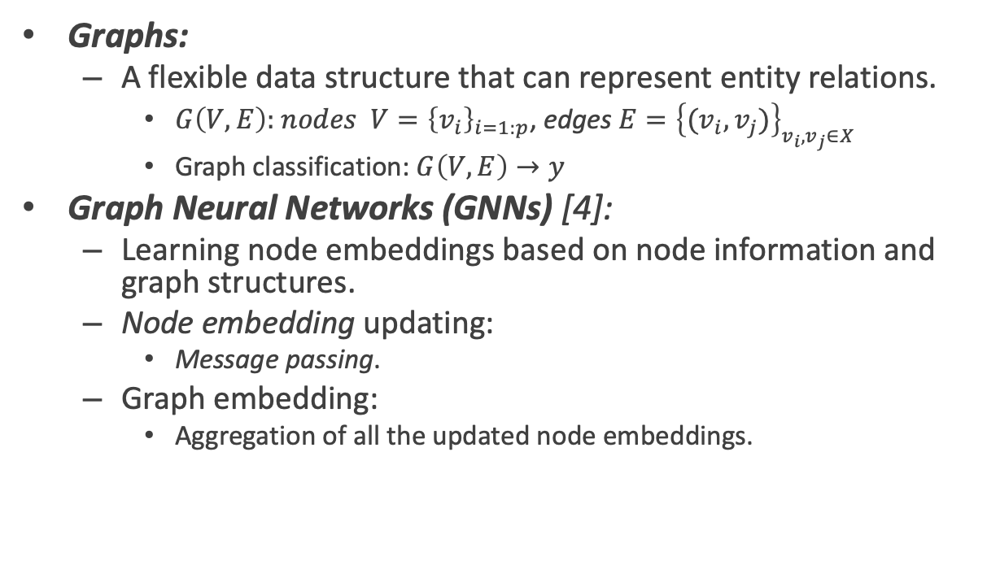 • Graphs:
– A flexible data structure that can represent entity relations.
• G(V, E): nodes V = {v_i}_{i=1:p}, edges E = {(v_i, v_j)}_{v_i,v_j∈X}
• Graph classification: G(V, E) → y
• Graph Neural Networks (GNNs) [4]:
– Learning node embeddings based on node information and
graph structures.
– Node embedding updating:
• Message passing.
– Graph embedding:
• Aggregation of all the updated node embeddings.